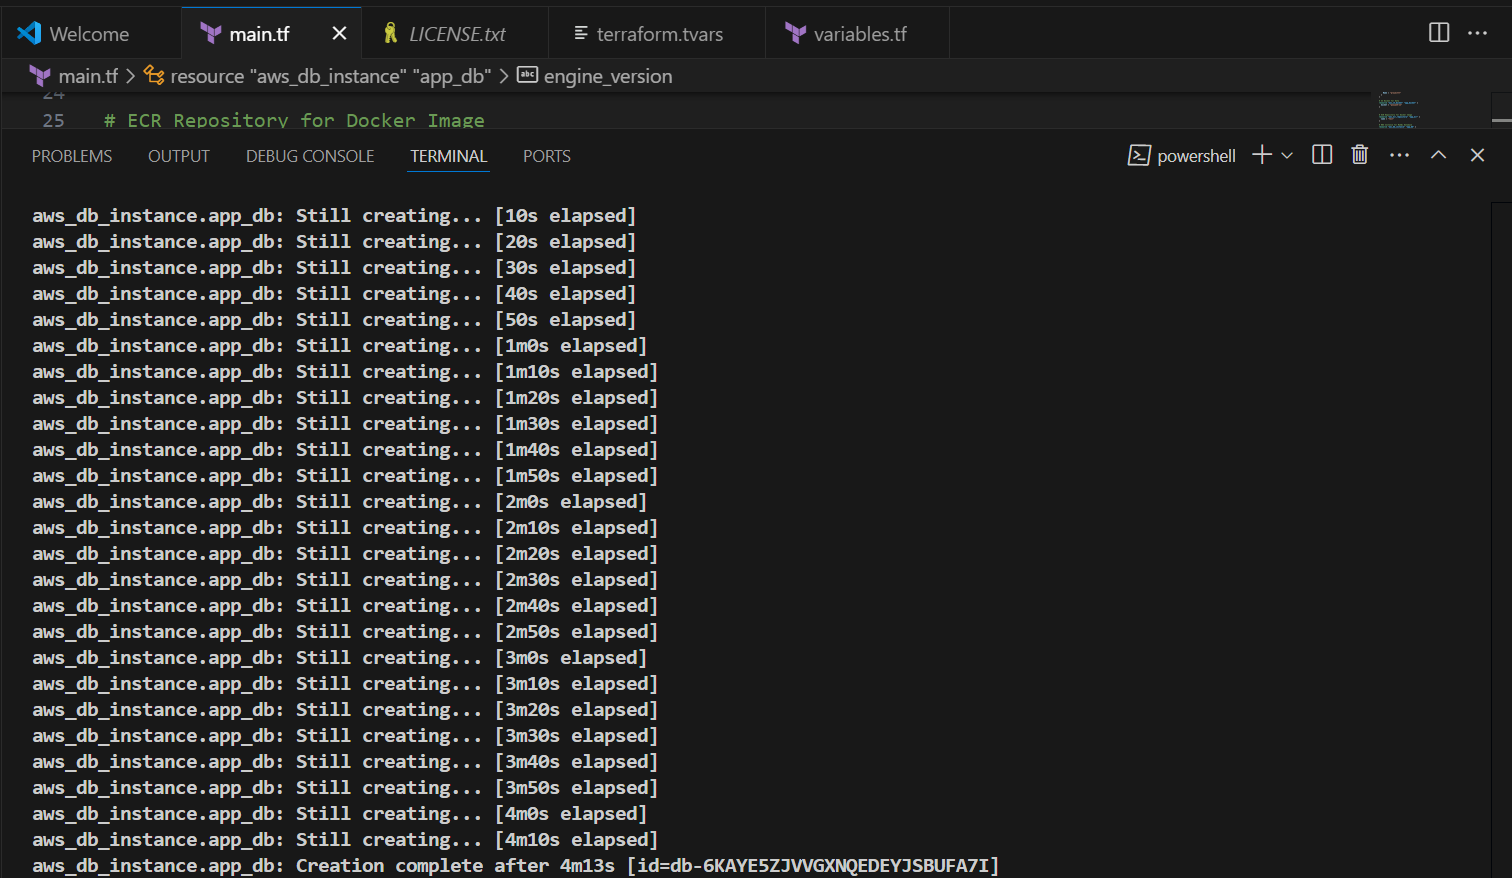 Welcome
main.tf
LICENSE.txt
terraform.tvars
variables.tf
main.tf > resource "aws_db_instance" "app_db" > abc engine_version
24
25 # ECR Repository for Docker Image
PROBLEMS OUTPUT DEBUG CONSOLE TERMINAL PORTS
powershell
aws_db_instance.app_db: Still creating... [10s elapsed]
aws_db_instance.app_db: Still creating... [20s elapsed]
aws_db_instance.app_db: Still creating... [30s elapsed]
aws_db_instance.app_db: Still creating... [40s elapsed]
aws_db_instance.app_db: Still creating... [50s elapsed]
aws_db_instance.app_db: Still creating... [1m0s elapsed]
aws_db_instance.app_db: Still creating... [1m10s elapsed]
aws_db_instance.app_db: Still creating... [1m20s elapsed]
aws_db_instance.app_db: Still creating... [1m30s elapsed]
aws_db_instance.app_db: Still creating... [1m40s elapsed]
aws_db_instance.app_db: Still creating... [1m50s elapsed]
aws_db_instance.app_db: Still creating... [2m0s elapsed]
aws_db_instance.app_db: Still creating... [2m10s elapsed]
aws_db_instance.app_db: Still creating... [2m20s elapsed]
aws_db_instance.app_db: Still creating... [2m30s elapsed]
aws_db_instance.app_db: Still creating... [2m40s elapsed]
aws_db_instance.app_db: Still creating... [2m50s elapsed]
aws_db_instance.app_db: Still creating... [3m0s elapsed]
aws_db_instance.app_db: Still creating... [3m10s elapsed]
aws_db_instance.app_db: Still creating... [3m20s elapsed]
aws_db_instance.app_db: Still creating... [3m30s elapsed]
aws_db_instance.app_db: Still creating... [3m40s elapsed]
aws_db_instance.app_db: Still creating... [3m50s elapsed]
aws_db_instance.app_db: Still creating... [4m0s elapsed]
aws_db_instance.app_db: Still creating... [4m10s elapsed]
aws_db_instance.app_db: Creation complete after 4m13s [id=db-6KAYE5ZJVVGXNQEDEYJSBUFA7I]